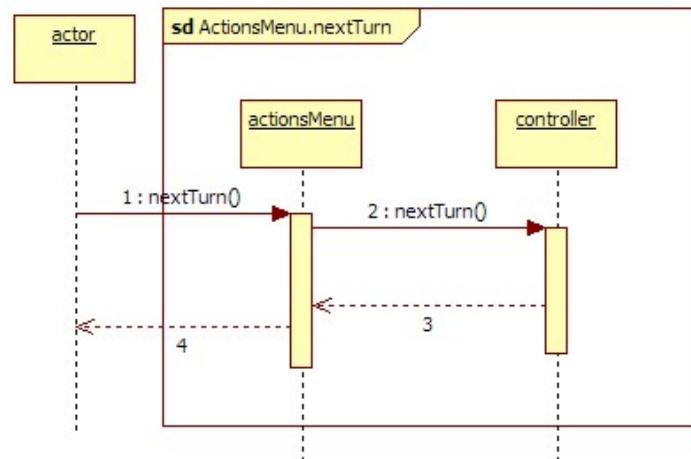 actor
sd ActionsMenu.nextTurn
actionsMenu
controller
1 : nextTurn()
2 : nextTurn()
3
4